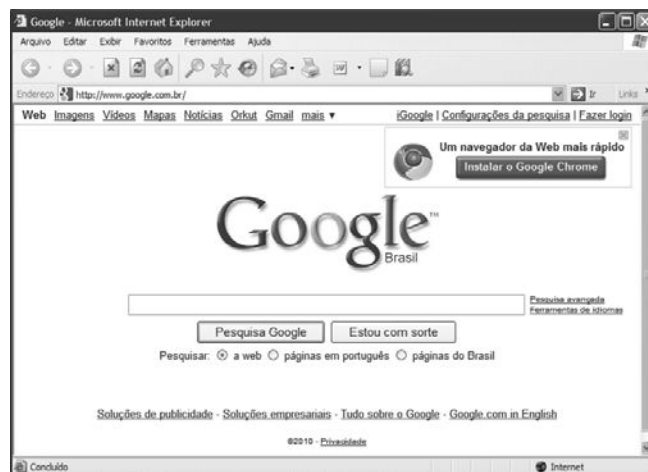 Google - Microsoft Internet Explorer
Arquivo Editar Exibir Favoritos Ferramentas Ajuda
Endereço http://www.google.com.br/ Ir Links »
Web Imagens Vídeos Mapas Notícias Orkut Gmail mais ▼ iGoogle | Configurações da pesquisa | Fazer login
Um navegador da Web mais rápido
Instalar o Google Chrome
Google™
Brasil
Pesquisa avançada
Ferramentas de idiomas
Pesquisa Google Estou com sorte
Pesquisar: a web páginas em português páginas do Brasil
Soluções de publicidade - Soluções empresariais - Tudo sobre o Google - Google.com in English
©2010 - Privacidade
Concluído Internet